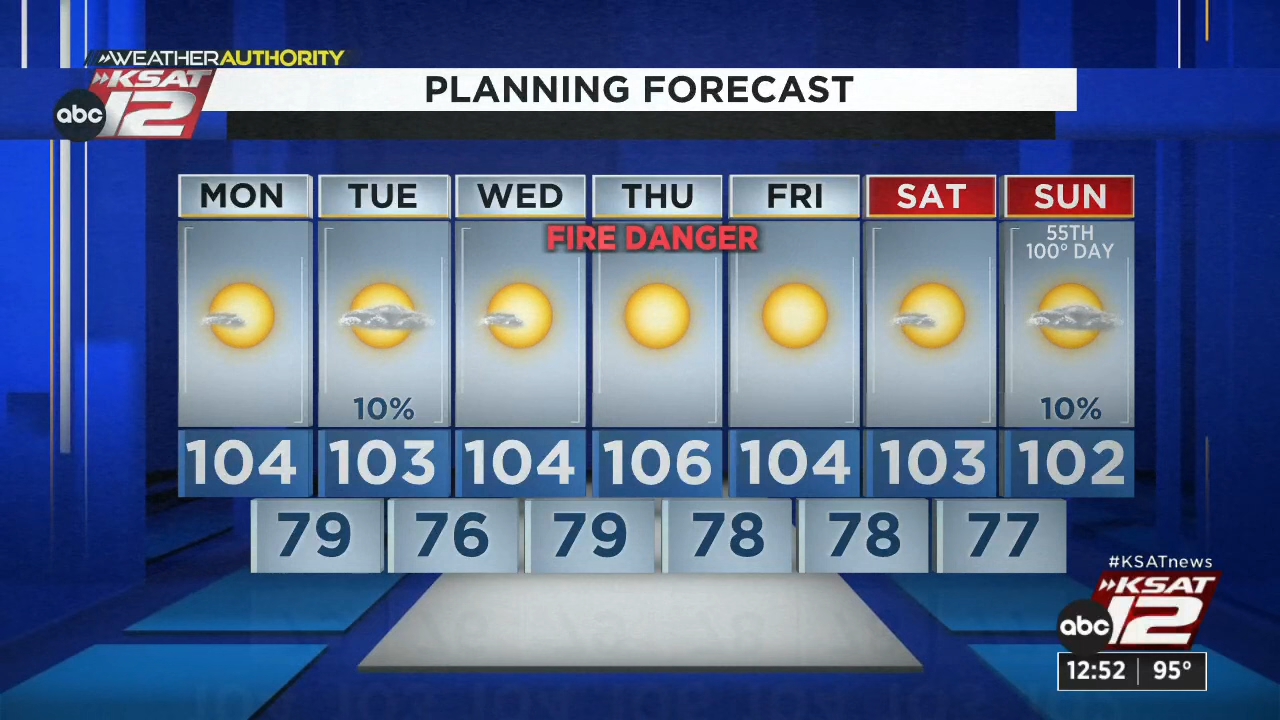 WEATHERAUTHORITY
KSAT
abc 12
PLANNING FORECAST
MON TUE WED THU FRI SAT SUN
FIRE DANGER
55TH
100° DAY
10% 10%
104 103 104 106 104 103 102
79 76 79 78 78 77
#KSATnews
KSAT
abc 12
12:52 95°